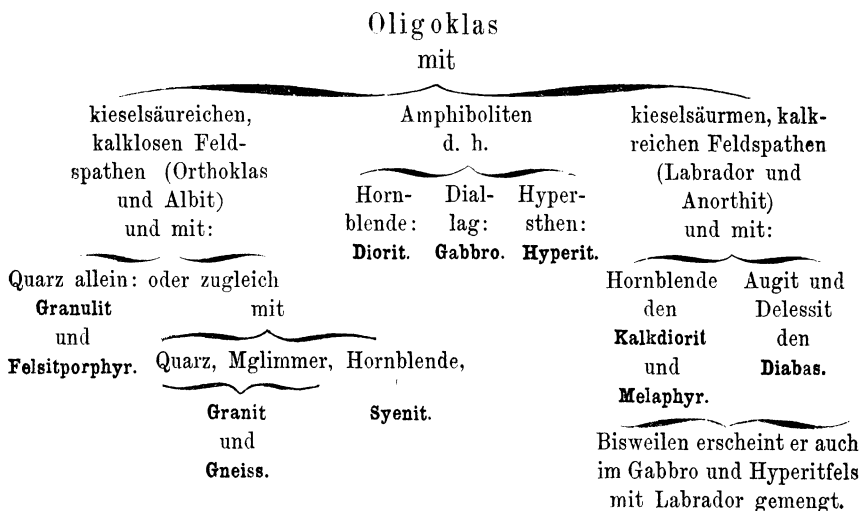 Oligoklas
mit
kieselsäureichen,
kalklosen Feld-
spathen (Orthoklas
und Albit)
und mit:
Quarz allein: oder zugleich
Granulit
und
Felsitporphyr.
mit
Quarz, Mglimmer, Hornblende,
Granit
und
Gneiss.
Syenit.
Amphiboliten
d. h.
Horn-
blende:
Diorit.
Dial-
lag:
Gabbro.
Hyper-
sthen:
Hyperit.
kieselsäurmen, kalk-
reichen Feldspathen
(Labrador und
Anorthit)
und mit:
Hornblende
den
Kalkdiorit
und
Melaphyr.
Augit und
Delessit
den
Diabas.
Bisweilen erscheint er auch
im Gabbro und Hyperitfels
mit Labrador gemengt.